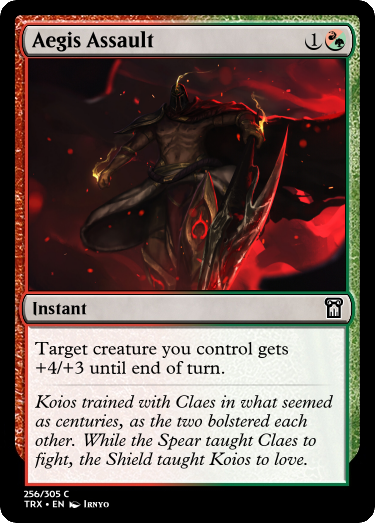 Aegis Assault 1
Instant
Target creature you control gets
+4/+3 until end of turn.
Koios trained with Claes in what seemed
as centuries, as the two bolstered each
other. While the Spear taught Claes to
fight, the Shield taught Koios to love.
256/305 C
TRX • EN Irnyo